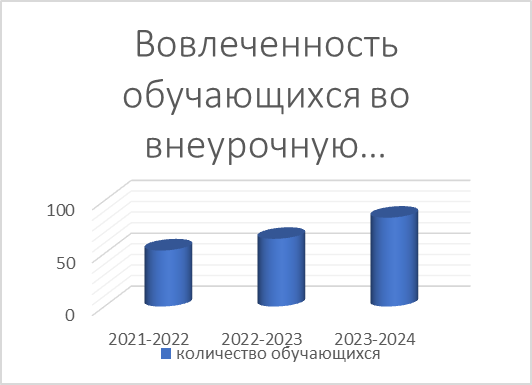 Вовлеченность
обучающихся во
внеурочную...
100
50
0
2021-2022 2022-2023 2023-2024
количество обучающихся